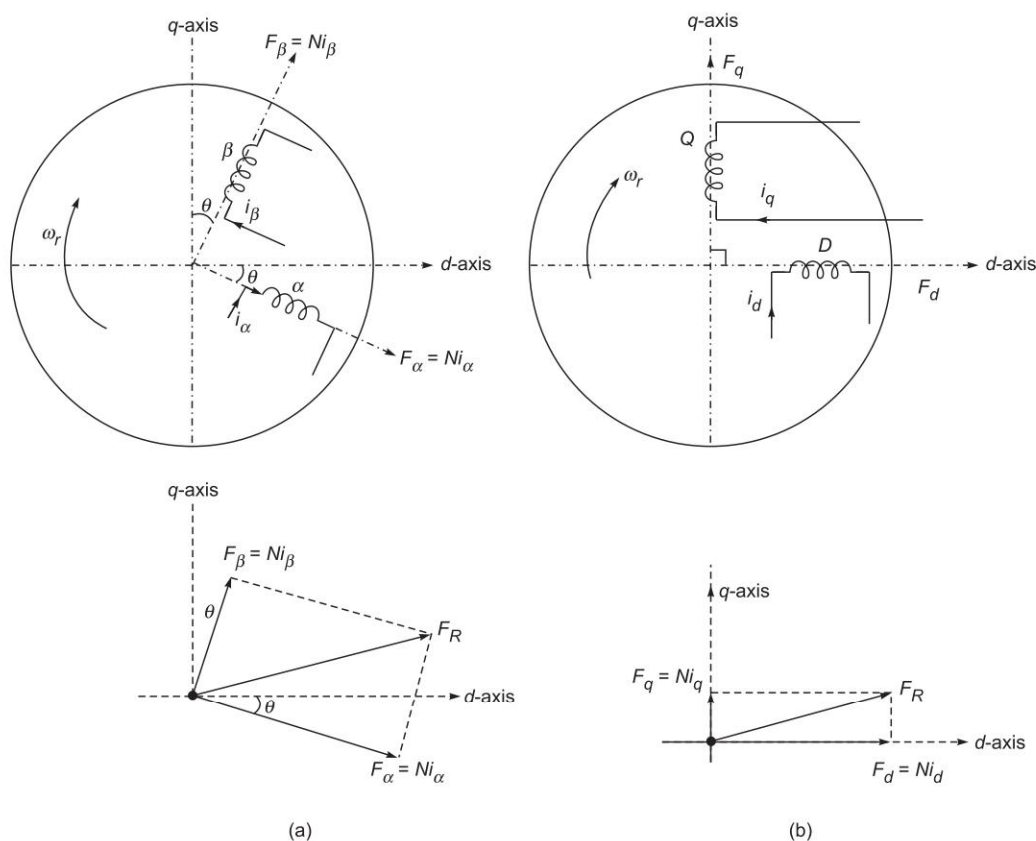 q-axis
F_β = Ni_β
β
θ
i_β
ω_r
θ
d-axis
α
i_α
F_α = Ni_α
q-axis
F_q
Q
ω_r
i_q
D
d-axis
i_d
F_d
q-axis
F_β = Ni_β
θ
F_R
d-axis
θ
F_α = Ni_α
(a)
q-axis
F_q = Ni_q
F_R
d-axis
F_d = Ni_d
(b)